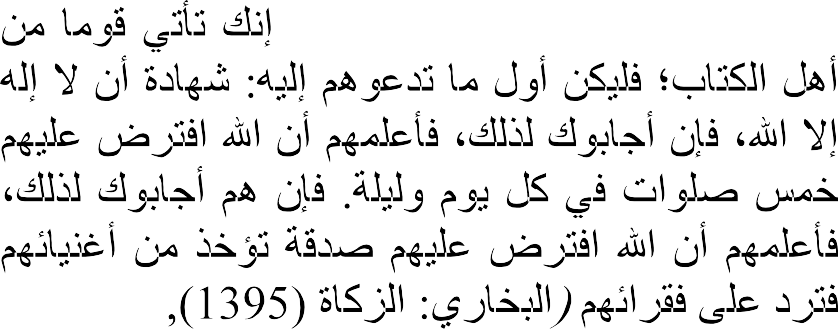 إنك تأتي قوما من
أهل الكتاب؛ فليكن أول ما تدعوهم إليه: شهادة أن لا إله
إلا الله، فإن أجابوك لذلك، فأعلمهم أن الله افترض عليهم
خمس صلوات في كل يوم وليلة. فإن هم أجابوك لذلك،
فأعلمهم أن الله افترض عليهم صدقة تؤخذ من أغنيائهم
فترد على فقرائهم (البخاري: الزكاة (1395),